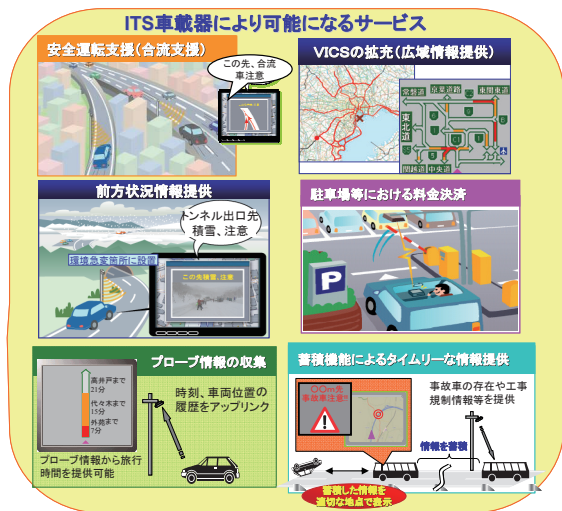 ITS車載器により可能になるサービス
安全運転支援(合流支援)
この先、合流
車注意
VICSの拡充(広域情報提供)
常磐道 京葉道路 東関東道
東北道
関越道 中央道
前方状況情報提供
トンネル出口先
積雪、注意
環境急変箇所に設置
この先積雪、注意
駐車場等における料金決済
P
プローブ情報の収集
高井戸まで
21分
代々木まで
15分
外苑まで
7分
時刻、車両位置の
履歴をアップリンク
プローブ情報から旅行
時間を提供可能
蓄積機能によるタイムリーな情報提供
〇〇m先
事故車注意!!
事故車の存在や工事
規制情報等を提供
情報を蓄積
蓄積した情報を
適切な地点で表示